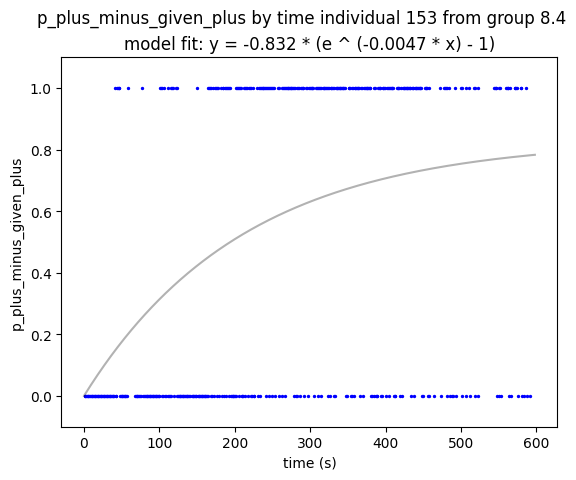 p_plus_minus_given_plus by time individual 153 from group 8.4
model fit: y = -0.832 * (e ^ (-0.0047 * x) - 1)
1.0
0.8
0.6
0.4
0.2
0.0
p_plus_minus_given_plus
0 100 200 300 400 500 600
time (s)